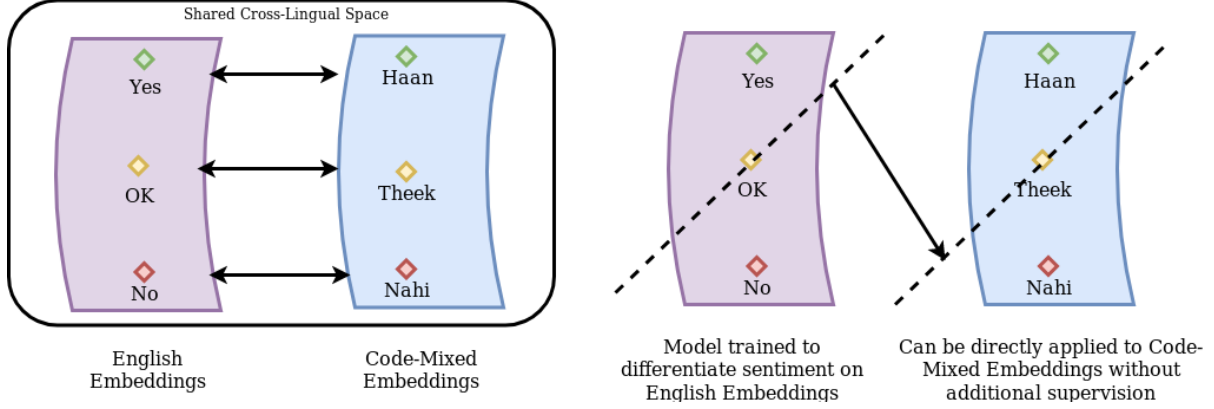 Shared Cross-Lingual Space
Yes
Haan
OK
Theek
No
Nahi
English
Embeddings
Code-Mixed
Embeddings
Yes
Haan
OK
Theek
No
Nahi
Model trained to
differentiate sentiment on
English Embeddings
Can be directly applied to Code-
Mixed Embeddings without
additional supervision